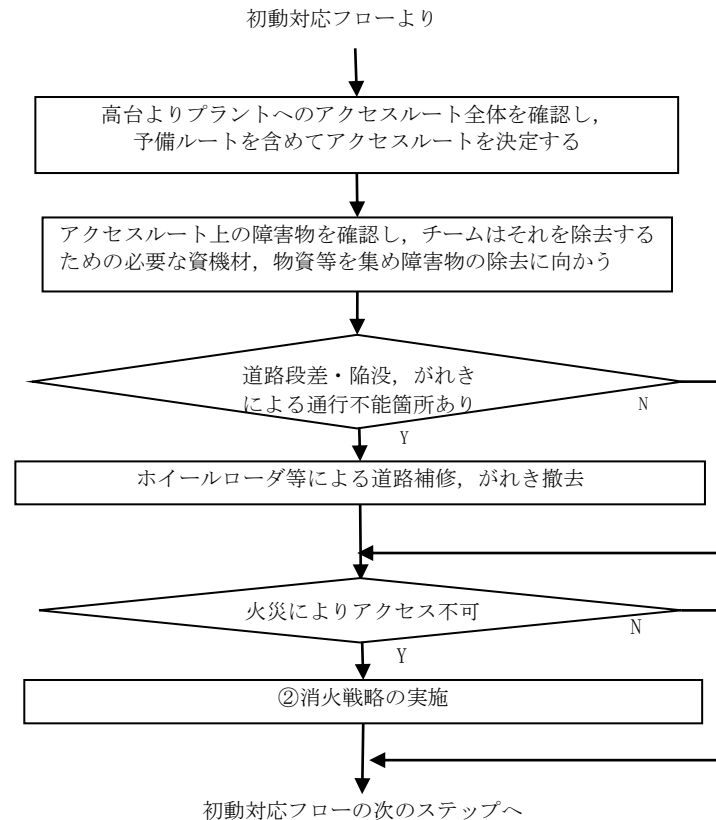 初動対応フローより
高台よりプラントへのアクセスルート全体を確認し，
予備ルートを含めてアクセスルートを決定する
アクセスルート上の障害物を確認し，チームはそれを除去する
ための必要な資機材，物資等を集め障害物の除去に向かう
道路段差・陥没，がれき
による通行不能箇所あり
N
Y
ホイールローダ等による道路補修，がれき撤去
火災によりアクセス不可
N
Y
②消火戦略の実施
初動対応フローの次のステップへ